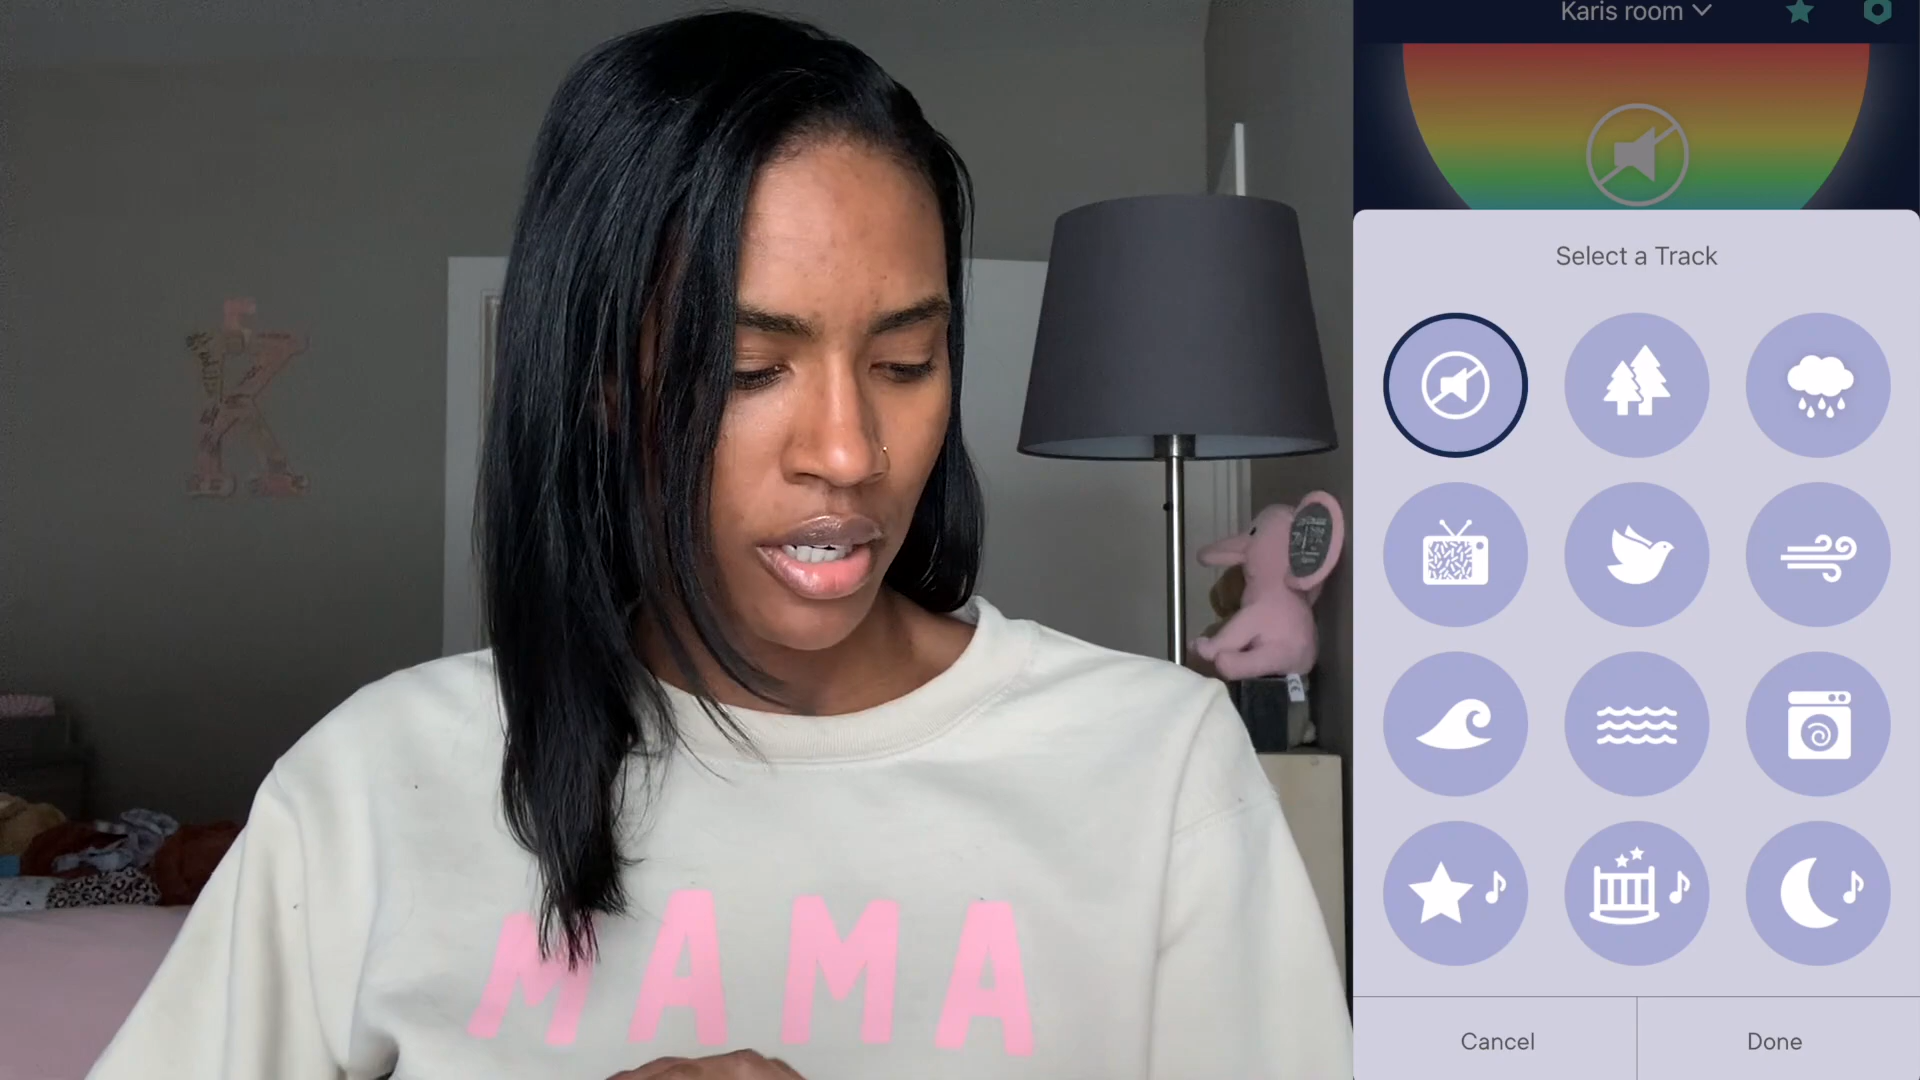 Karis room
Select a Track
MAMA
Cancel
Done